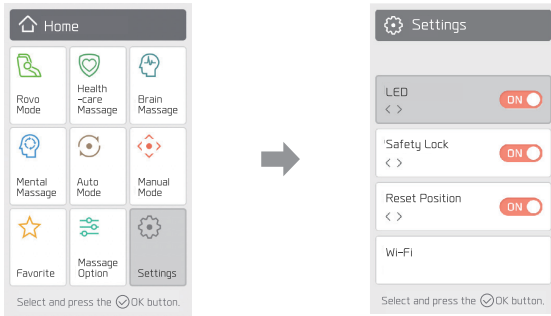 Home
Rovo
Mode
Health
-care
Massage
Brain
Massage
Mental
Massage
Auto
Mode
Manual
Mode
Favorite
Massage
Option
Settings
Select and press the OK button.
Settings
LED
< >
ON
Safety Lock
< >
ON
Reset Position
< >
ON
Wi-Fi
Select and press the OK button.